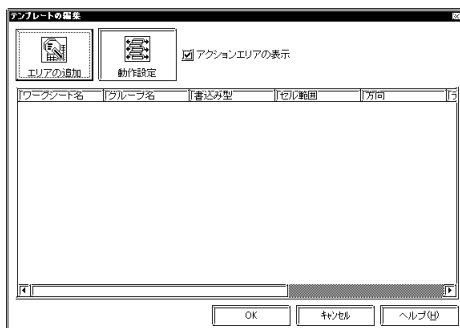 テンプレートの編集
エリアの追加
動作設定
アクションエリアの表示
ワークシート名 グループ名 書込み型 セル範囲 方向
OK キャンセル ヘルプ(H)